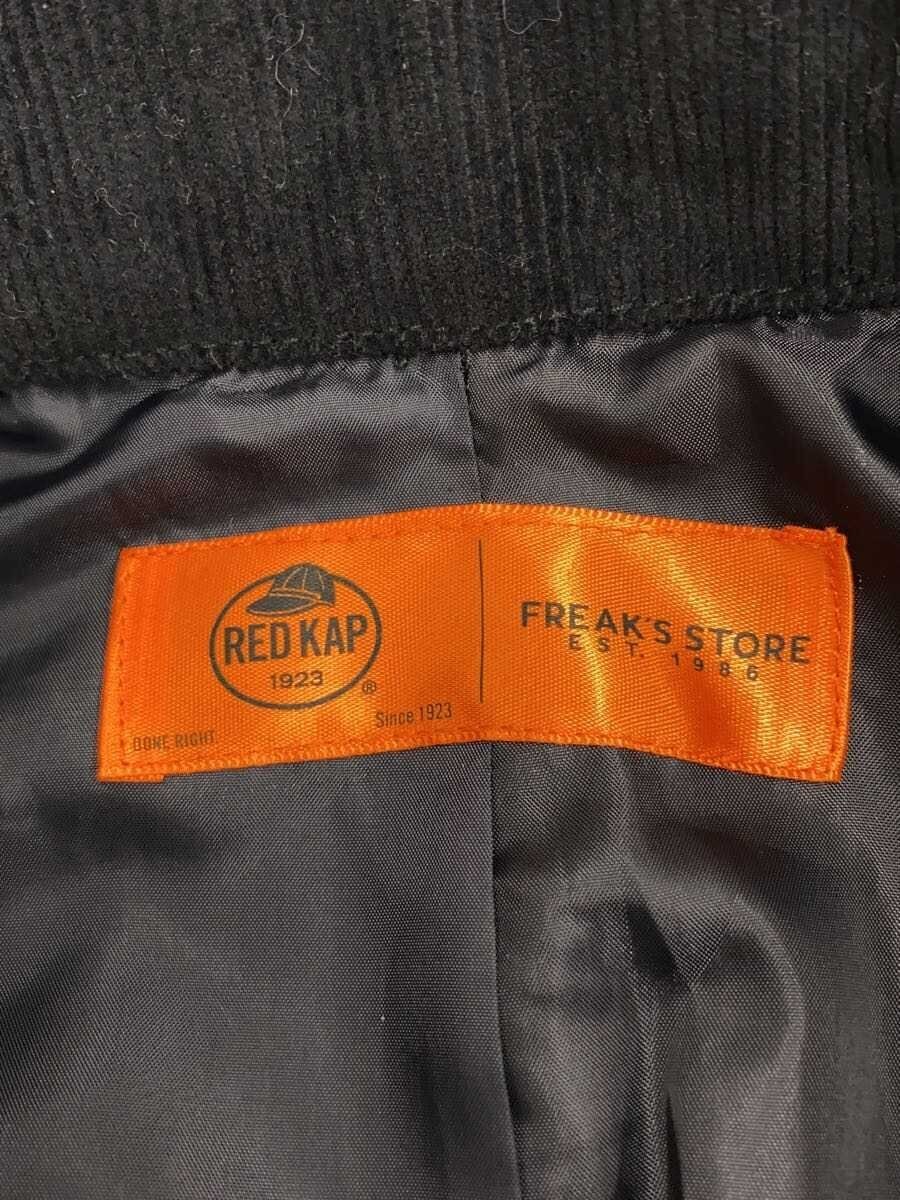 RED KAP
1923
®
DONE RIGHT.
Since 1923
FREAK'S STORE
EST. 1986